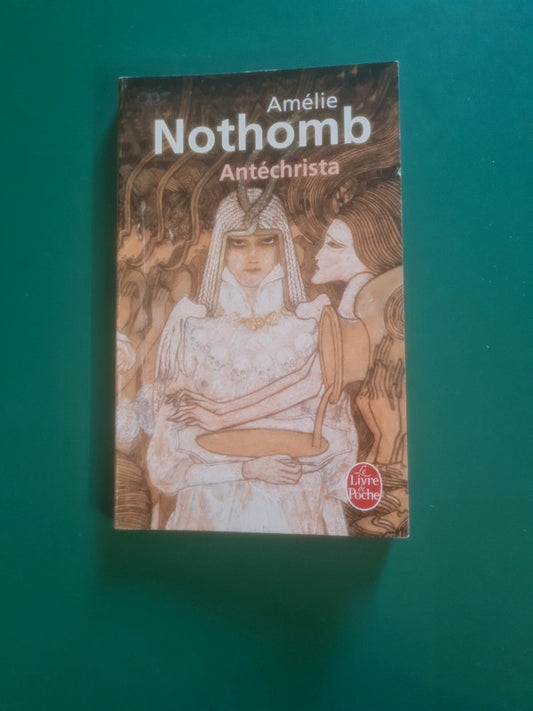 Amélie
Nothomb
Antéchrista
Le
Livre
de
Poche